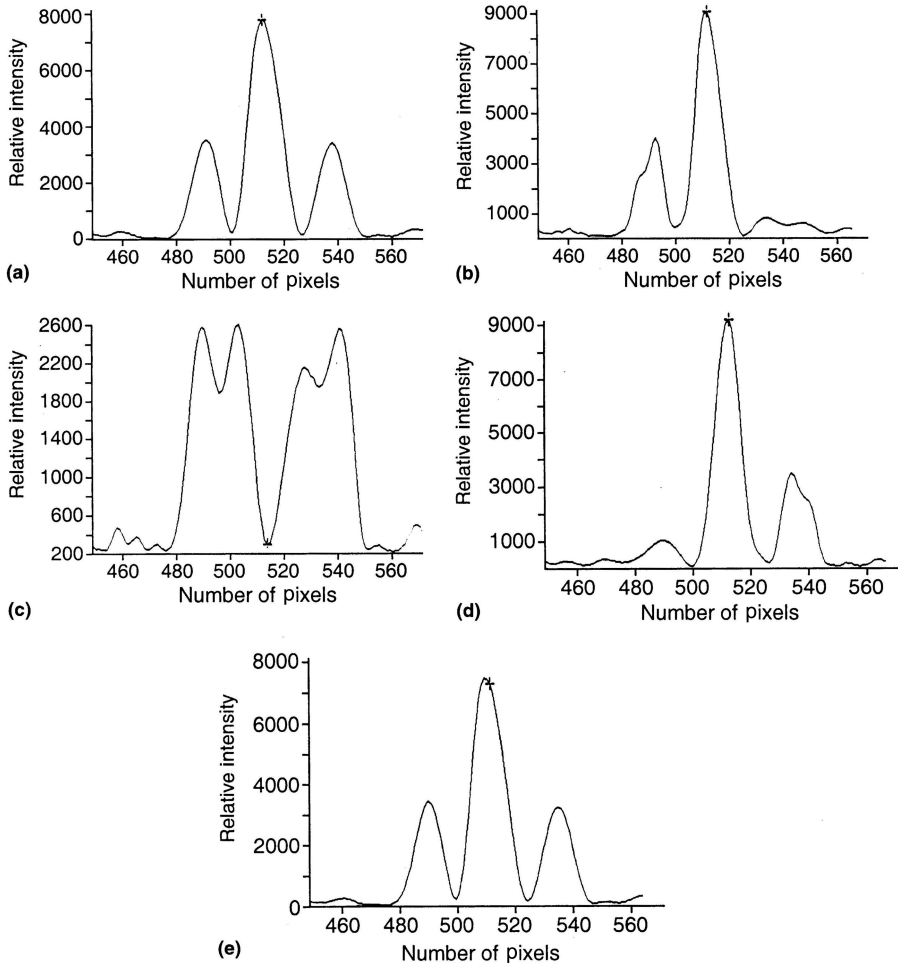 8000
6000
4000
2000
0
Relative intensity
460 480 500 520 540 560
Number of pixels
(a)
9000
7000
5000
3000
1000
Relative intensity
460 480 500 520 540 560
Number of pixels
(b)
2600
2200
1800
1400
1000
600
200
Relative intensity
460 480 500 520 540 560
Number of pixels
(c)
9000
7000
5000
3000
1000
Relative intensity
460 480 500 520 540 560
Number of pixels
(d)
8000
6000
4000
2000
0
Relative intensity
460 480 500 520 540 560
Number of pixels
(e)